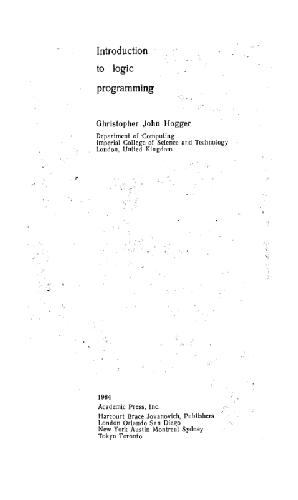 Introduction
to logic
programming
Christopher John Hogger
Department of Computing
Imperial College of Science and Technology
London, United Kingdom
1984
Academic Press, Inc.
Harcourt Brace Jovanovich, Publishers
London Orlando San Diego
New York Austin Montreal Sydney
Tokyo Toronto